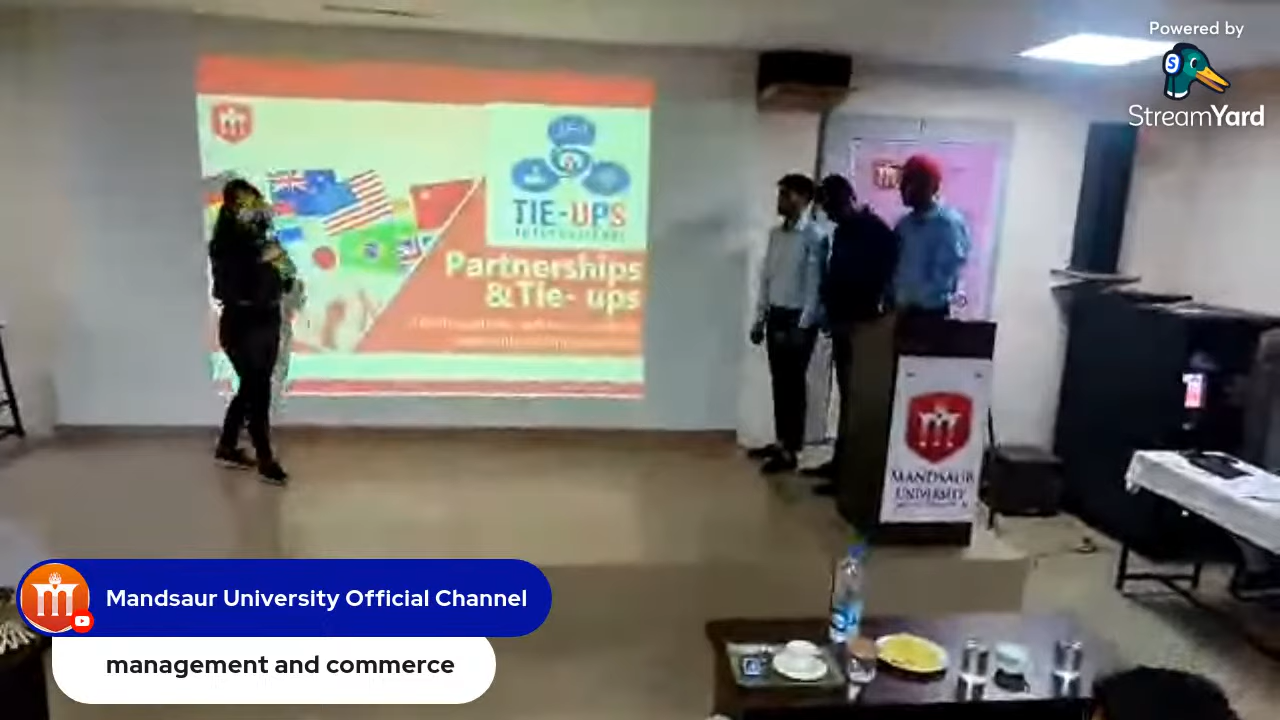 Powered by
StreamYard
TIE-UPS
Partnerships
& Tie- ups
MANDSAUR
UNIVERSITY
Mandsaur University Official Channel
management and commerce